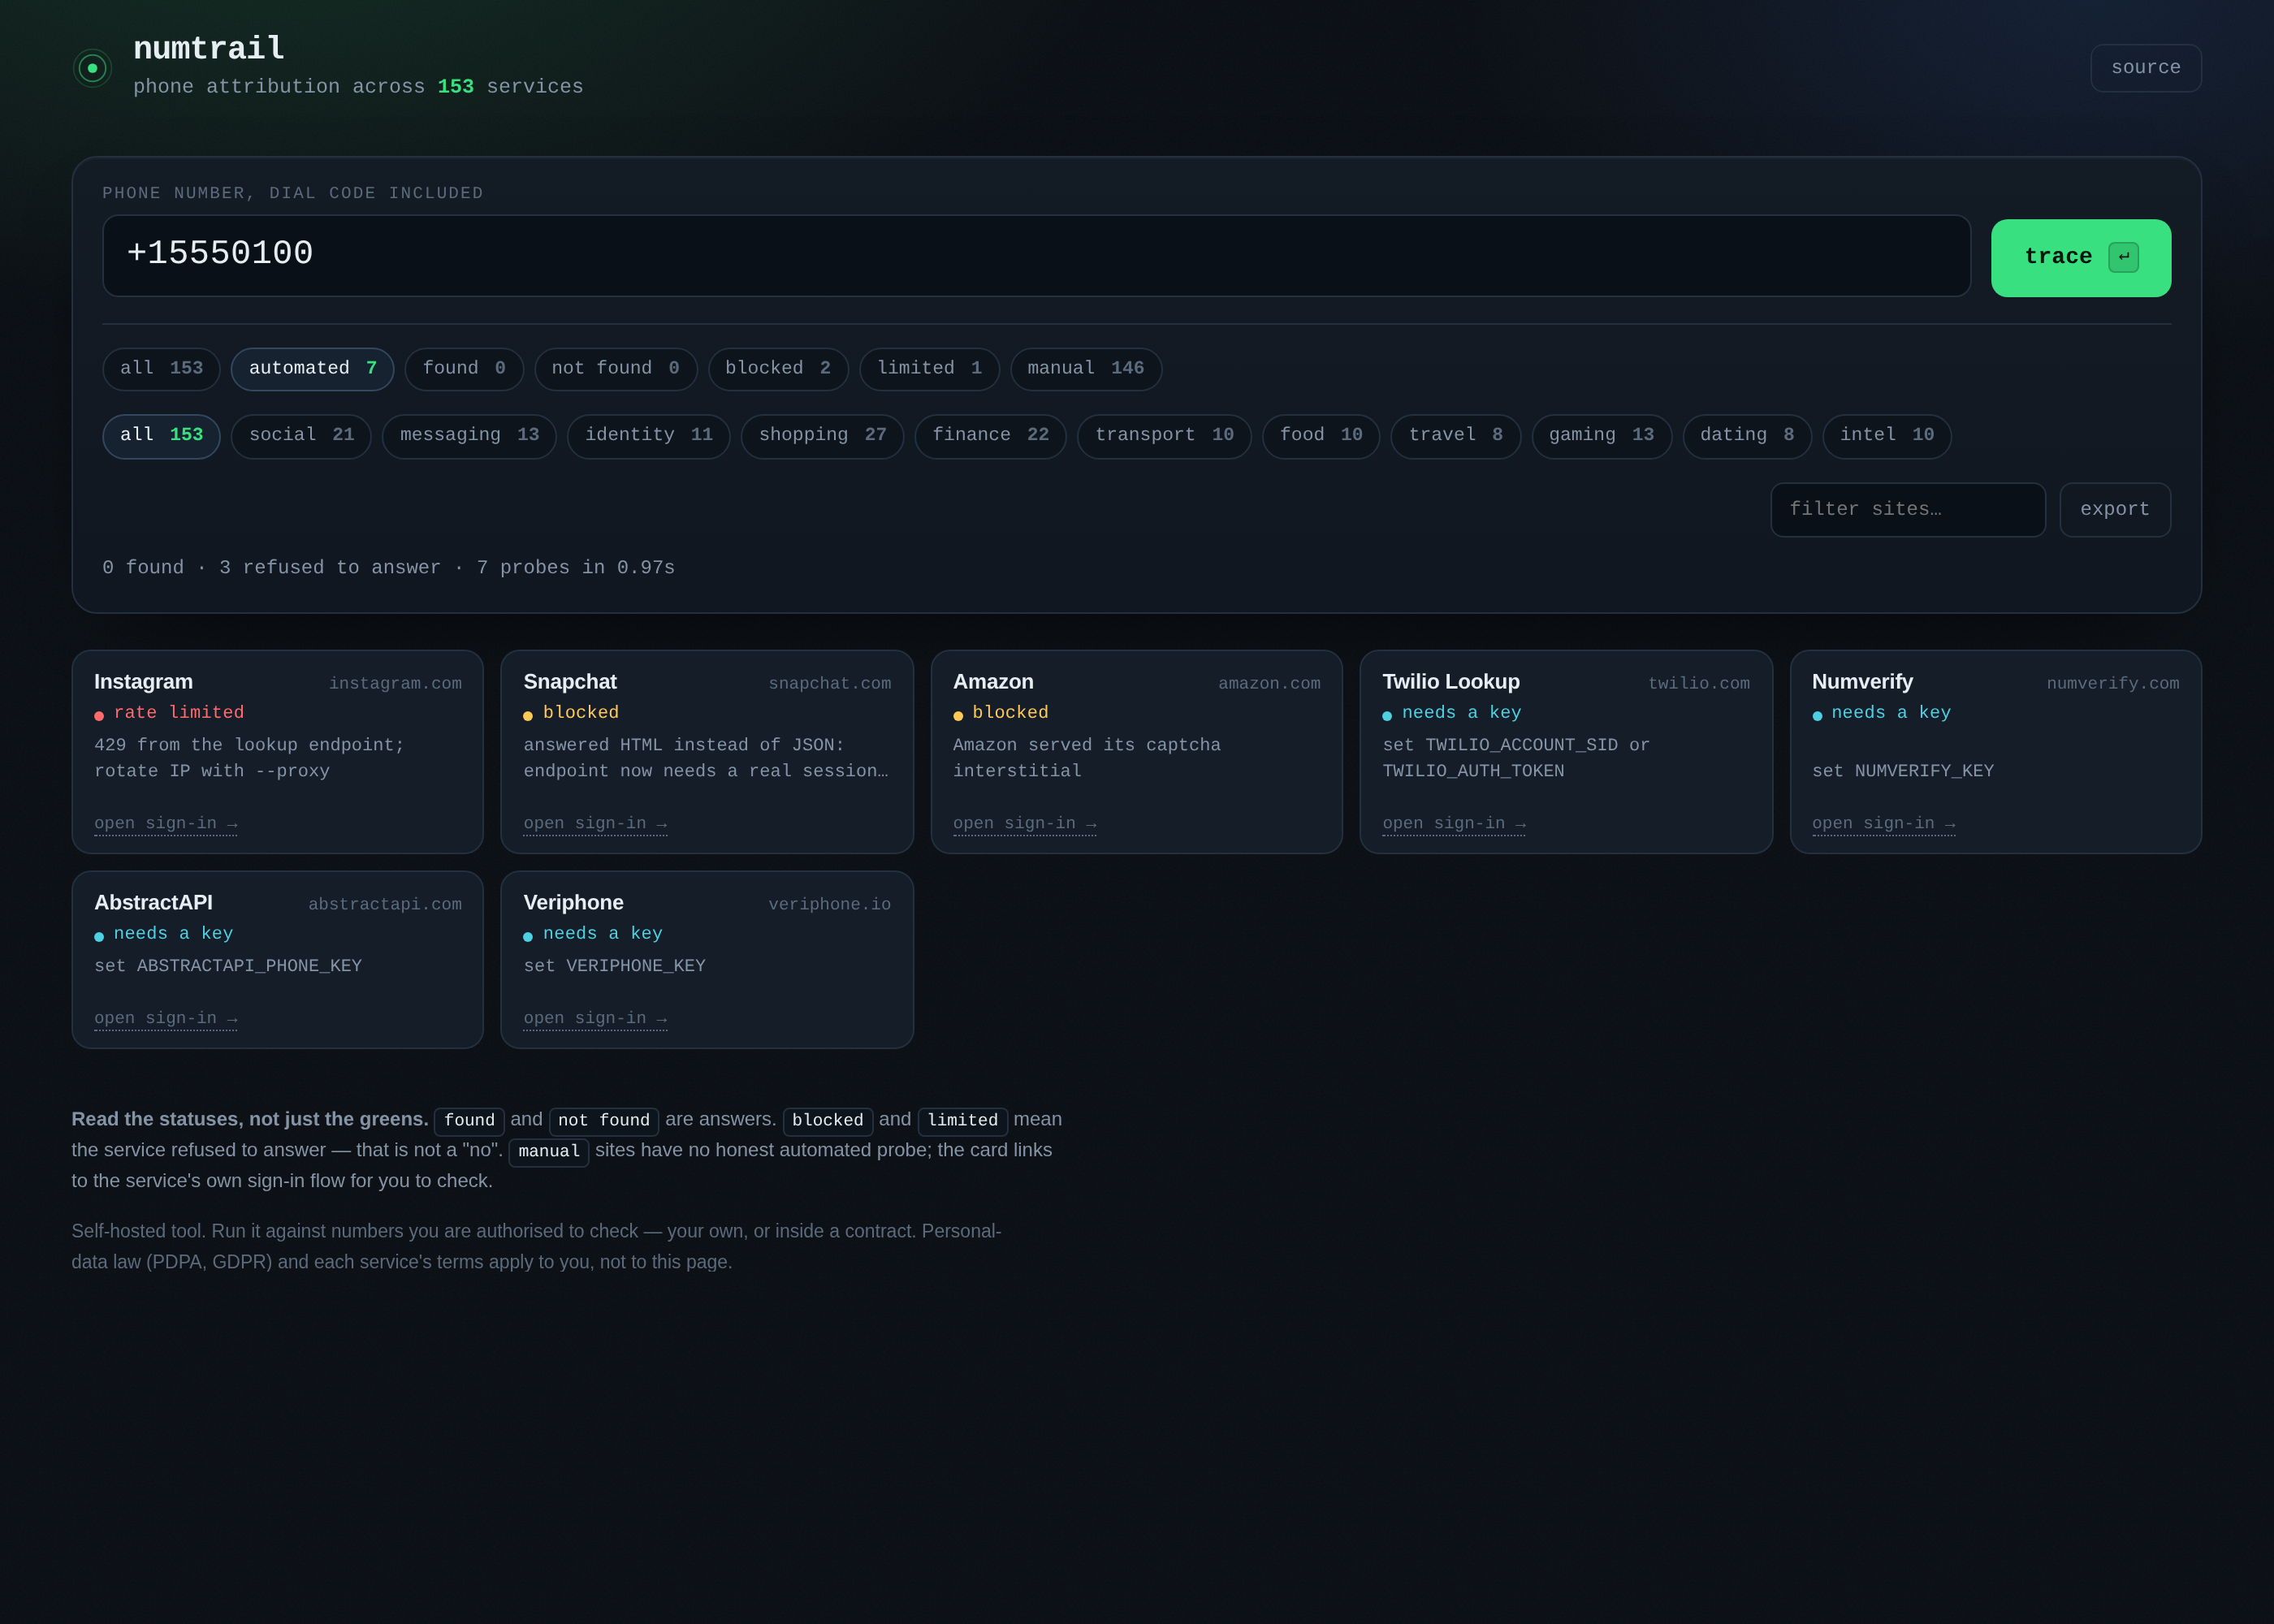 numtrail
phone attribution across 153 services
source
PHONE NUMBER, DIAL CODE INCLUDED
+15550100
trace ↵
all 153 automated 7 found 0 not found 0 blocked 2 limited 1 manual 146
all 153 social 21 messaging 13 identity 11 shopping 27 finance 22 transport 10 food 10 travel 8 gaming 13 dating 8 intel 10
filter sites… export
0 found · 3 refused to answer · 7 probes in 0.97s
Instagram instagram.com
rate limited
429 from the lookup endpoint;
rotate IP with --proxy
open sign-in →
Snapchat snapchat.com
blocked
answered HTML instead of JSON:
endpoint now needs a real session…
open sign-in →
Amazon amazon.com
blocked
Amazon served its captcha
interstitial
open sign-in →
Twilio Lookup twilio.com
needs a key
set TWILIO_ACCOUNT_SID or
TWILIO_AUTH_TOKEN
open sign-in →
Numverify numverify.com
needs a key
set NUMVERIFY_KEY
open sign-in →
AbstractAPI abstractapi.com
needs a key
set ABSTRACTAPI_PHONE_KEY
open sign-in →
Veriphone veriphone.io
needs a key
set VERIPHONE_KEY
open sign-in →
Read the statuses, not just the greens. found and not found are answers. blocked and limited mean
the service refused to answer — that is not a "no". manual sites have no honest automated probe; the card links
to the service's own sign-in flow for you to check.
Self-hosted tool. Run it against numbers you are authorised to check — your own, or inside a contract. Personal-
data law (PDPA, GDPR) and each service's terms apply to you, not to this page.